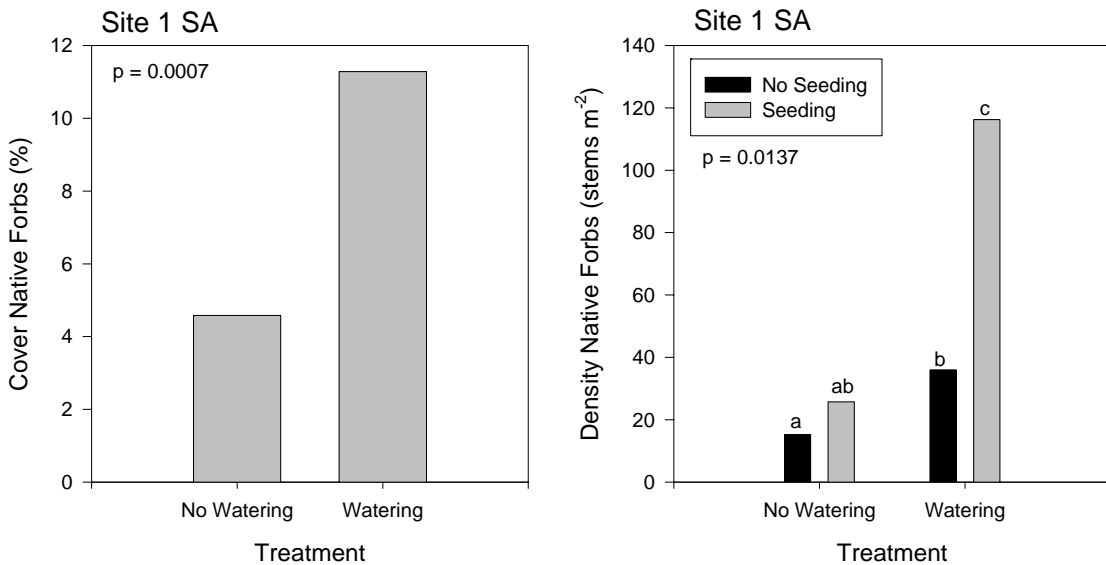 Site 1 SA
p = 0.0007
Cover Native Forbs (%)
12
10
8
6
4
2
0
No Watering
Watering
Treatment
Site 1 SA
No Seeding
Seeding
p = 0.0137
Density Native Forbs (stems m-2)
140
120
100
80
60
40
20
0
a
ab
b
c
No Watering
Watering
Treatment